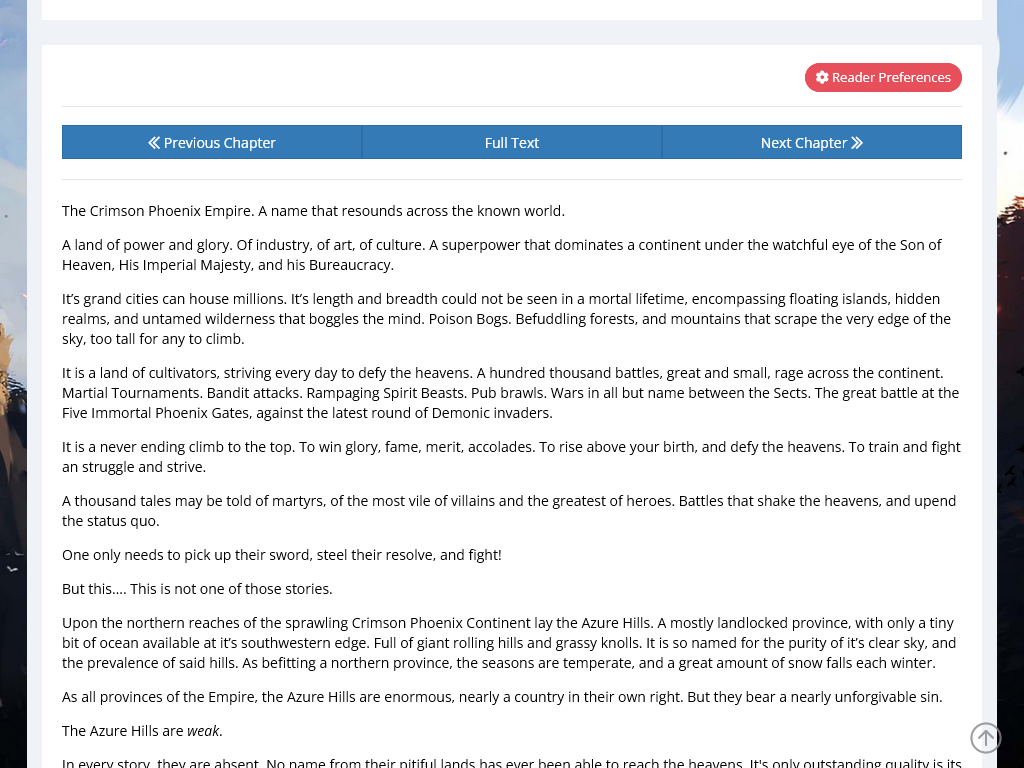 Reader Preferences
Previous Chapter
Full Text
Next Chapter
The Crimson Phoenix Empire. A name that resounds across the known world.
A land of power and glory. Of industry, of art, of culture. A superpower that dominates a continent under the watchful eye of the Son of
Heaven, His Imperial Majesty, and his Bureaucracy.
It’s grand cities can house millions. It’s length and breadth could not be seen in a mortal lifetime, encompassing floating islands, hidden
realms, and untamed wilderness that boggles the mind. Poison Bogs. Befuddling forests, and mountains that scrape the very edge of the
sky, too tall for any to climb.
It is a land of cultivators, striving every day to defy the heavens. A hundred thousand battles, great and small, rage across the continent.
Martial Tournaments. Bandit attacks. Rampaging Spirit Beasts. Pub brawls. Wars in all but name between the Sects. The great battle at the
Five Immortal Phoenix Gates, against the latest round of Demonic invaders.
It is a never ending climb to the top. To win glory, fame, merit, accolades. To rise above your birth, and defy the heavens. To train and fight
an struggle and strive.
A thousand tales may be told of martyrs, of the most vile of villains and the greatest of heroes. Battles that shake the heavens, and upend
the status quo.
One only needs to pick up their sword, steel their resolve, and fight!
But this.... This is not one of those stories.
Upon the northern reaches of the sprawling Crimson Phoenix Continent lay the Azure Hills. A mostly landlocked province, with only a tiny
bit of ocean available at it’s southwestern edge. Full of giant rolling hills and grassy knolls. It is so named for the purity of it’s clear sky, and
the prevalence of said hills. As befitting a northern province, the seasons are temperate, and a great amount of snow falls each winter.
As all provinces of the Empire, the Azure Hills are enormous, nearly a country in their own right. But they bear a nearly unforgivable sin.
The Azure Hills are weak.
In every story, they are absent. No name from their pitiful lands has ever been able to reach the heavens. It's only outstanding quality is its